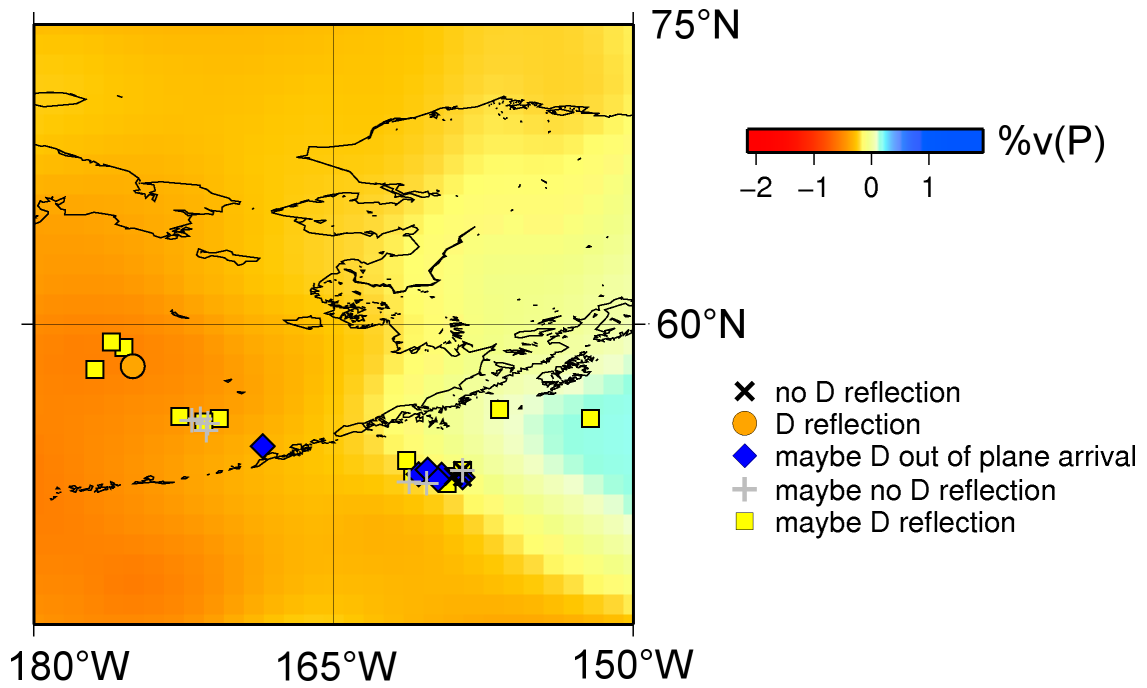 75°N
%v(P)
−2 −1 0 1
60°N
no D reflection
D reflection
maybe D out of plane arrival
maybe no D reflection
maybe D reflection
180°W 165°W 150°W